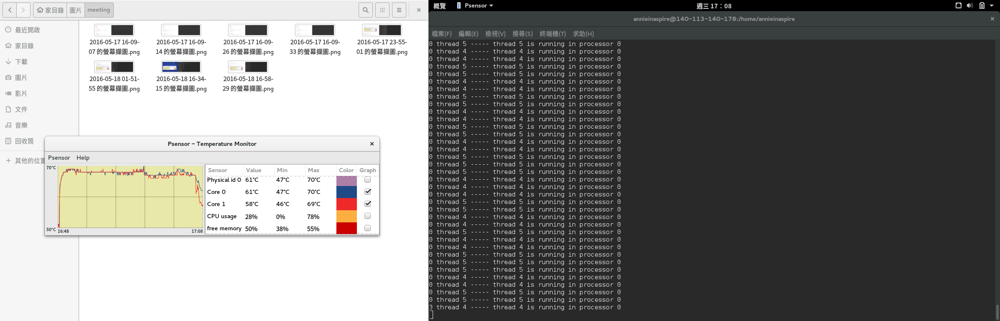 家目錄 圖片 meeting
最近開啟
家目錄
下載
圖片
影片
文件
音樂
回收筒
其他的位置
2016-05-17 16-09-
07 的螢幕擷圖.png
2016-05-17 16-09-
14 的螢幕擷圖.png
2016-05-17 16-09-
26 的螢幕擷圖.png
2016-05-17 16-09-
33 的螢幕擷圖.png
2016-05-17 23-55-
01 的螢幕擷圖.png
2016-05-18 01-51-
55 的螢幕擷圖.png
2016-05-18 16-34-
15 的螢幕擷圖.png
2016-05-18 16-58-
29 的螢幕擷圖.png
Psensor - Temperature Monitor
Psensor Help
70°C
50°C
16:48 17:08
Sensor Value Min Max Color Graph
Physical id 0 61°C 47°C 70°C
Core 0 61°C 47°C 70°C
Core 1 58°C 46°C 69°C
CPU usage 28% 0% 78%
free memory 50% 38% 55%
概覽 Psensor 週三 17：08
annieinaspire@140-113-140-178:/home/annieinaspire
檔案(F) 編輯(E) 檢視(V) 搜尋(S) 終端機(T) 求助(H)
0 thread 5 ----- thread 5 is running in processor 0
0 thread 4 ----- thread 4 is running in processor 0
0 thread 4 ----- thread 4 is running in processor 0
0 thread 5 ----- thread 5 is running in processor 0
0 thread 5 ----- thread 5 is running in processor 0
0 thread 4 ----- thread 4 is running in processor 0
0 thread 4 ----- thread 4 is running in processor 0
0 thread 5 ----- thread 5 is running in processor 0
0 thread 5 ----- thread 5 is running in processor 0
0 thread 4 ----- thread 4 is running in processor 0
0 thread 4 ----- thread 4 is running in processor 0
0 thread 5 ----- thread 5 is running in processor 0
0 thread 5 ----- thread 5 is running in processor 0
0 thread 4 ----- thread 4 is running in processor 0
0 thread 4 ----- thread 4 is running in processor 0
0 thread 5 ----- thread 5 is running in processor 0
0 thread 5 ----- thread 5 is running in processor 0
0 thread 5 ----- thread 5 is running in processor 0
0 thread 4 ----- thread 4 is running in processor 0
0 thread 4 ----- thread 4 is running in processor 0
0 thread 4 ----- thread 4 is running in processor 0
0 thread 5 ----- thread 5 is running in processor 0
0 thread 5 ----- thread 5 is running in processor 0
0 thread 4 ----- thread 4 is running in processor 0
0 thread 4 ----- thread 4 is running in processor 0
0 thread 5 ----- thread 5 is running in processor 0
0 thread 4 ----- thread 4 is running in processor 0
0 thread 4 ----- thread 4 is running in processor 0
0 thread 5 ----- thread 5 is running in processor 0
0 thread 5 ----- thread 5 is running in processor 0
0 thread 5 ----- thread 5 is running in processor 0
0 thread 4 ----- thread 4 is running in processor 0
0 thread 4 ----- thread 4 is running in processor 0
0 thread 5 ----- thread 5 is running in processor 0
0 thread 5 ----- thread 5 is running in processor 0
0 thread 4 ----- thread 4 is running in processor 0